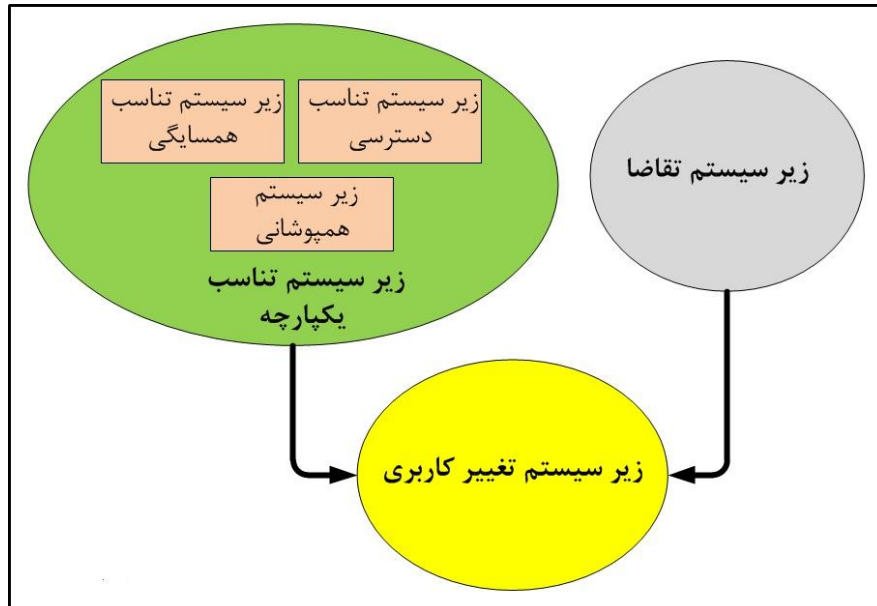 زیر سیستم تناسب
دسترسی
زیر سیستم تناسب
همسایگی
زیر سیستم
همپوشانی
زیر سیستم تناسب
یکپارچه
زیر سیستم تقاضا
زیر سیستم تغییر کاربری